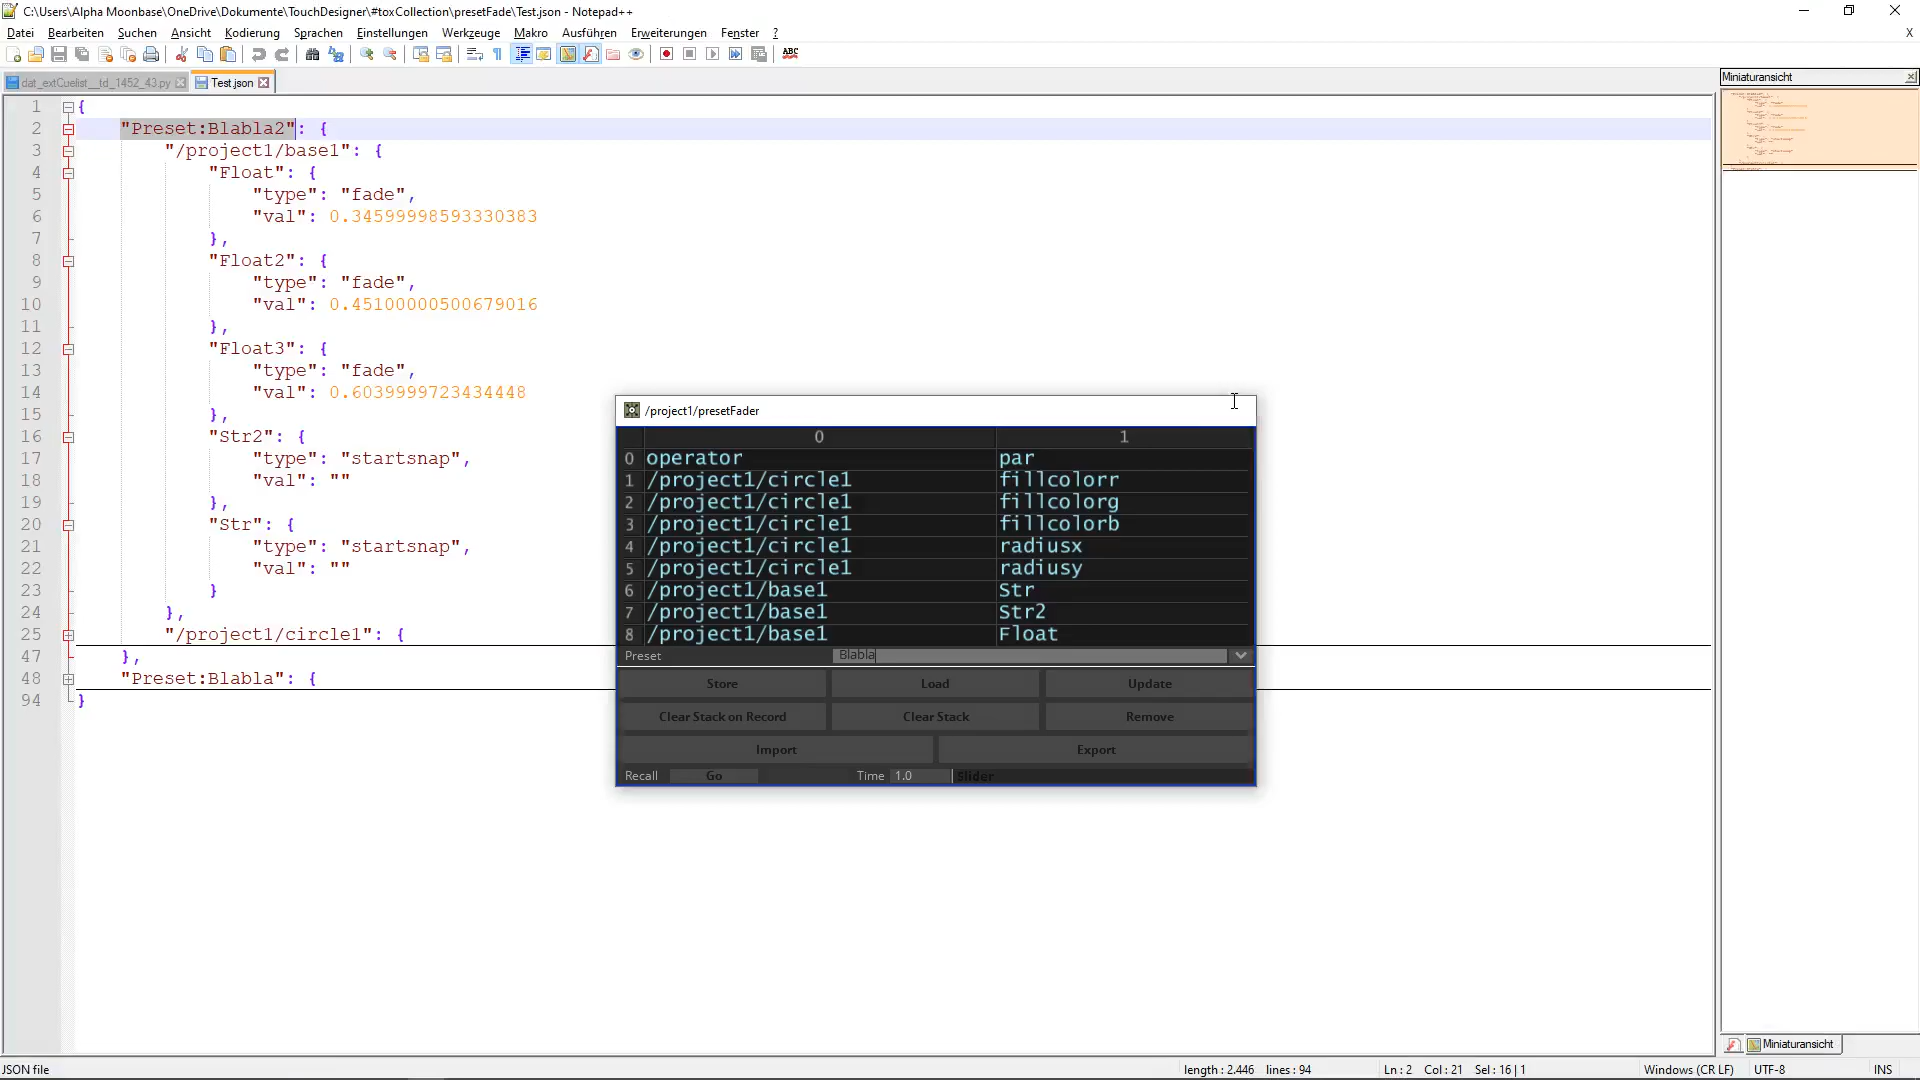 C:\Users\Alpha Moonbase\OneDrive\Dokumente\TouchDesigner\#toxCollection\presetFade\Test.json - Notepad++
Datei Bearbeiten Suchen Ansicht Kodierung Sprachen Einstellungen Werkzeuge Makro Ausführen Erweiterungen Fenster ? X
ABC
dat_extCuelist__td_1452_43.py Test.json
Miniaturansicht
1 {
2 "Preset:Blabla2": {
3 "/project1/base1": {
4 "Float": {
5 "type": "fade",
6 "val": 0.34599998593330383
7 },
8 "Float2": {
9 "type": "fade",
10 "val": 0.45100000500679016
11 },
12 "Float3": {
13 "type": "fade",
14 "val": 0.6039999723434448
15 },
16 "Str2": {
17 "type": "startsnap",
18 "val": ""
19 },
20 "Str": {
21 "type": "startsnap",
22 "val": ""
23 }
24 },
25 "/project1/circle1": {
47 },
48 "Preset:Blabla": {
94 }
/project1/presetFader
0 1
0 operator par
1 /project1/circle1 fillcolorr
2 /project1/circle1 fillcolorg
3 /project1/circle1 fillcolorb
4 /project1/circle1 radiusx
5 /project1/circle1 radiusy
6 /project1/base1 Str
7 /project1/base1 Str2
8 /project1/base1 Float
Preset Blabla
Store Load Update
Clear Stack on Record Clear Stack Remove
Import Export
Recall Go Time 1.0 Slider
Miniaturansicht
JSON file length : 2.446 lines : 94 Ln : 2 Col : 21 Sel : 16 | 1 Windows (CR LF) UTF-8 INS